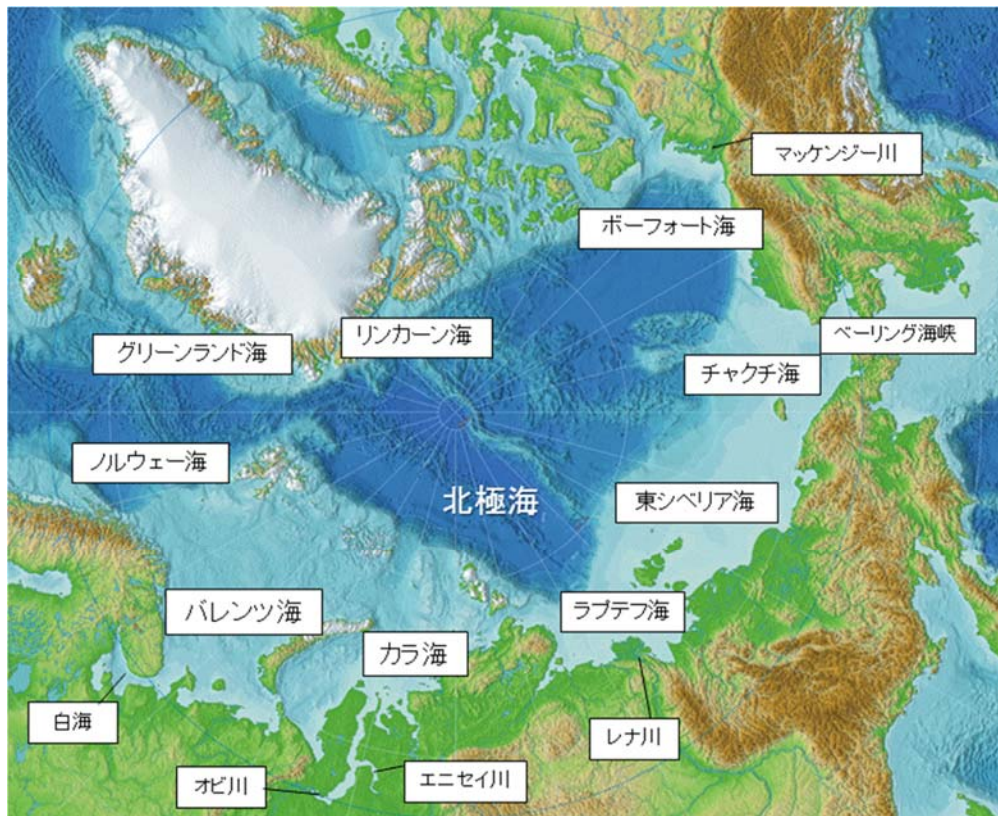 マッケンジー川
ボーフォート海
ベーリング海峡
リンカーン海
グリーンランド海
チャクチ海
ノルウェー海
北極海
東シベリア海
バレンツ海
ラプテフ海
カラ海
白海
レナ川
エニセイ川
オビ川